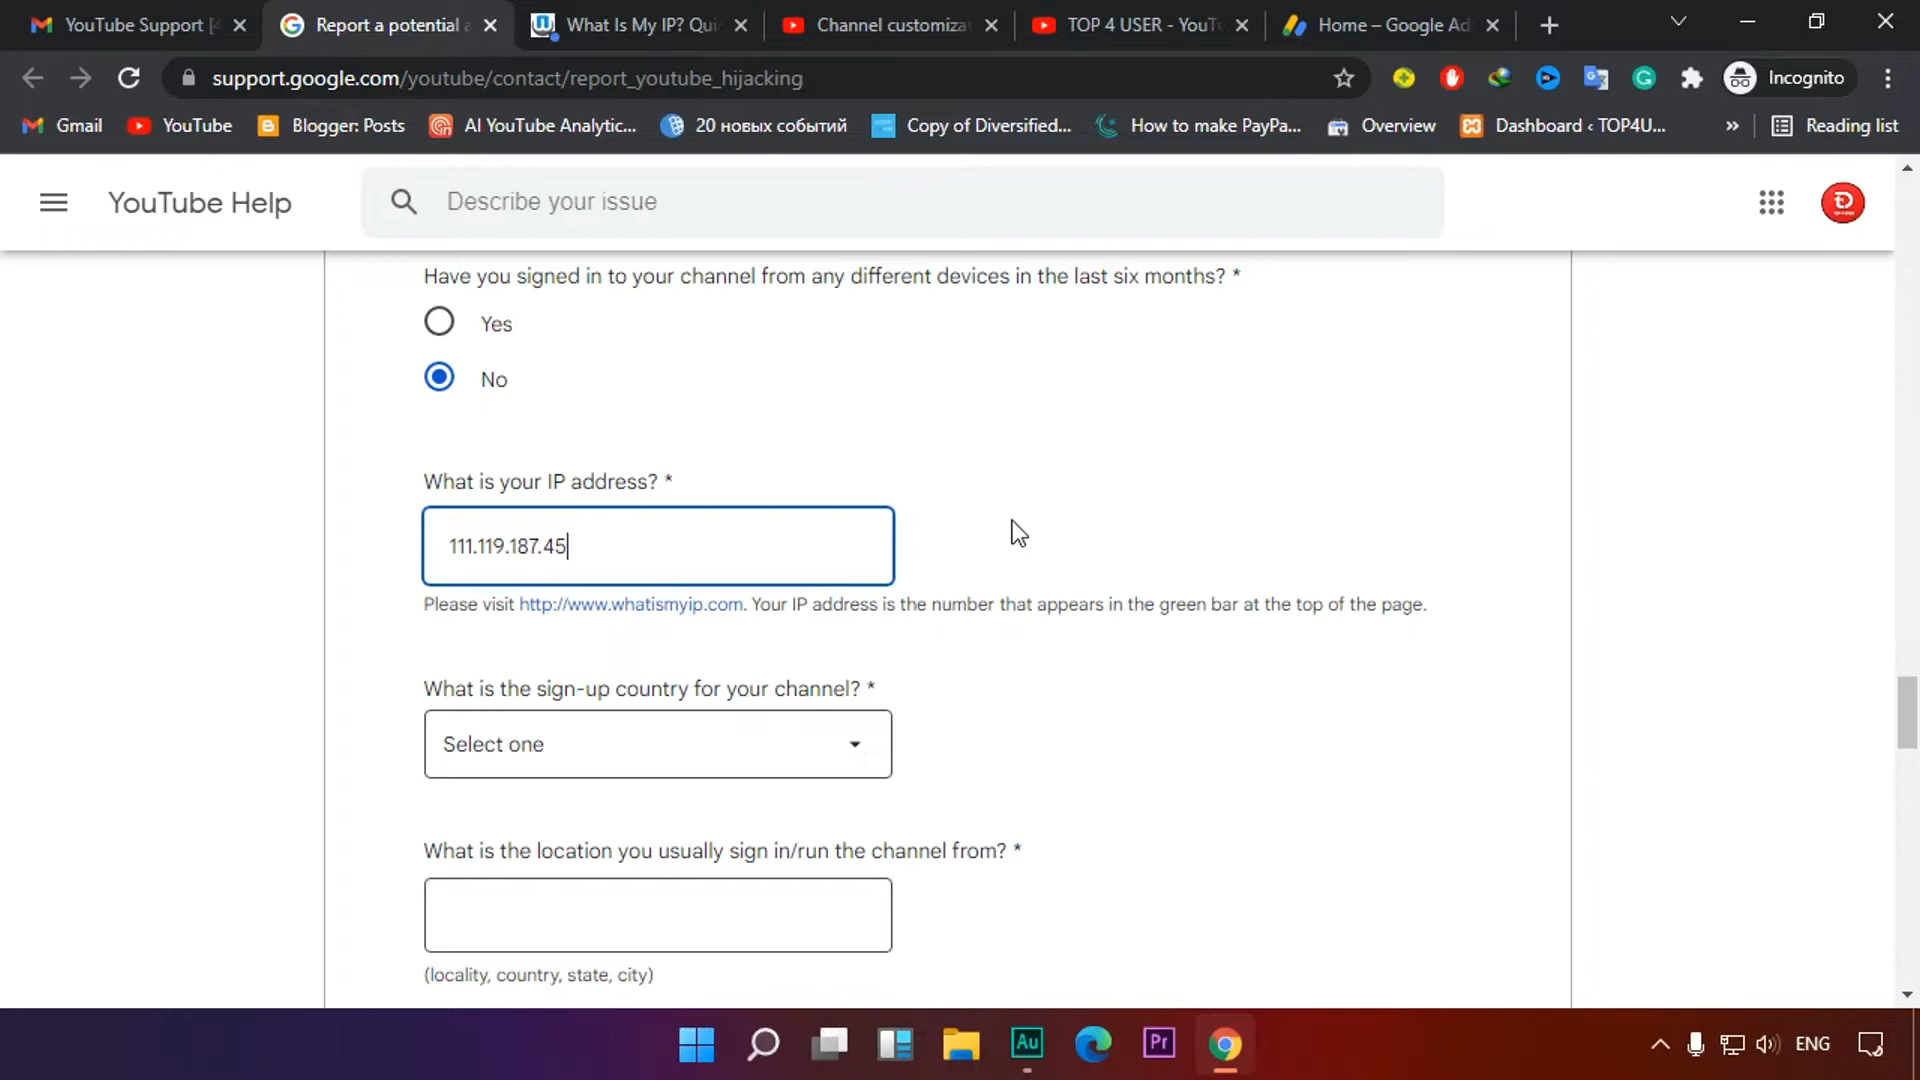 YouTube Support [4
Report a potential a
What Is My IP? Qui
Channel customizat
TOP 4 USER - YouTu
Home – Google Ad
support.google.com/youtube/contact/report_youtube_hijacking
Incognito
Gmail
YouTube
Blogger: Posts
AI YouTube Analytic...
20 новых событий
Copy of Diversified...
How to make PayPa...
Overview
Dashboard ‹ TOP4U...
»
Reading list
YouTube Help
Describe your issue
Have you signed in to your channel from any different devices in the last six months? *
Yes
No
What is your IP address? *
111.119.187.45
Please visit http://www.whatismyip.com. Your IP address is the number that appears in the green bar at the top of the page.
What is the sign-up country for your channel? *
Select one
What is the location you usually sign in/run the channel from? *
(locality, country, state, city)
Au
Pr
ENG